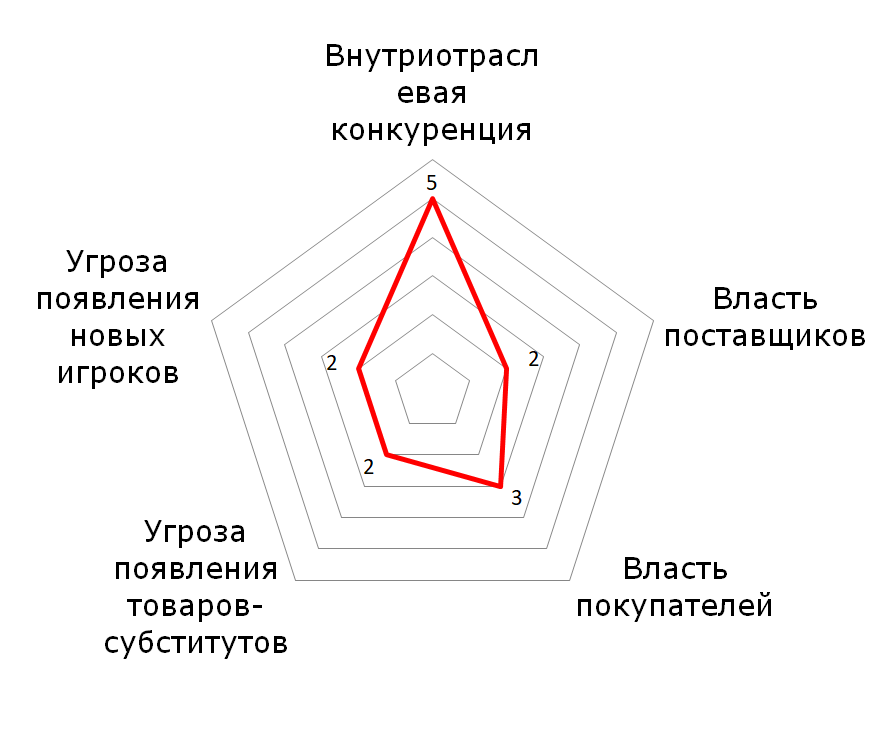 Внутриотрасл
евая
конкуренция
5
Власть
поставщиков
2
Власть
покупателей
3
Угроза
появления
товаров-
субститутов
2
Угроза
появления
новых
игроков
2